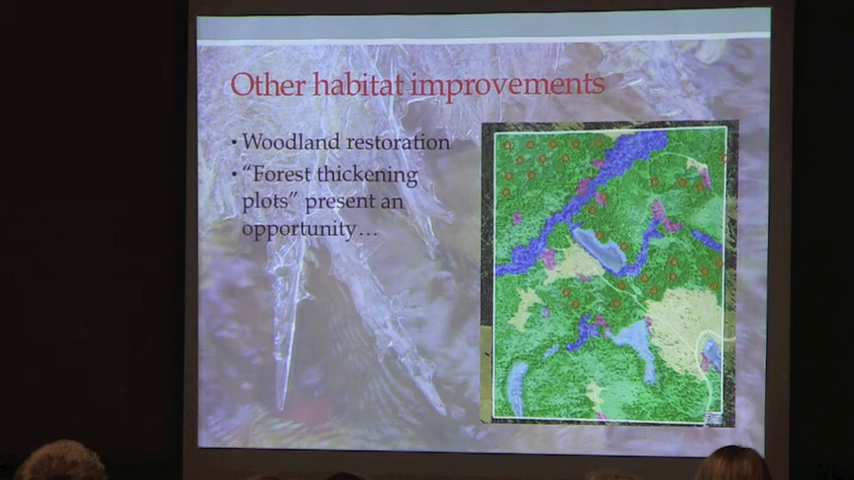 Other habitat improvements
• Woodland restoration
• “Forest thickening
plots” present an
opportunity…